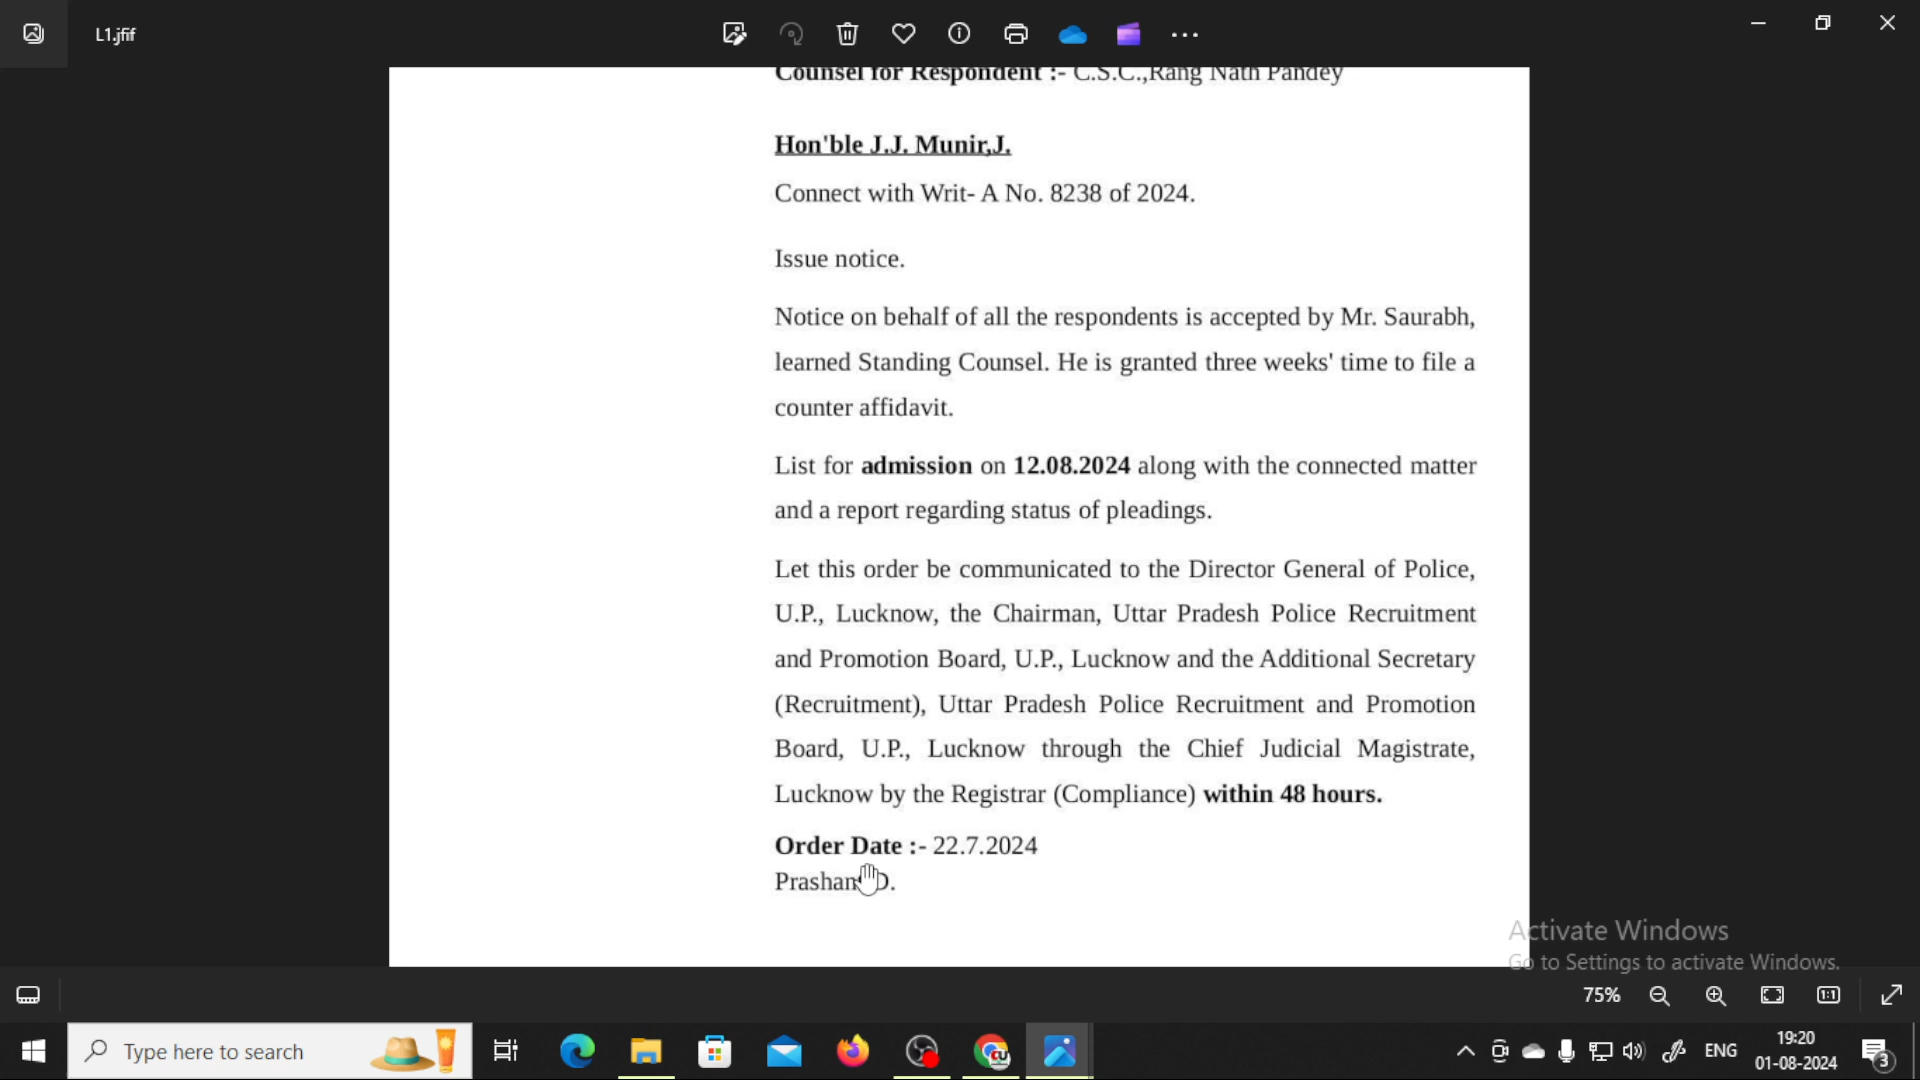 L1.jfif
Counsel for Respondent :- C.S.C.,Rang Nath Pandey
Hon'ble J.J. Munir,J.
Connect with Writ- A No. 8238 of 2024.
Issue notice.
Notice on behalf of all the respondents is accepted by Mr. Saurabh,
learned Standing Counsel. He is granted three weeks' time to file a
counter affidavit.
List for admission on 12.08.2024 along with the connected matter
and a report regarding status of pleadings.
Let this order be communicated to the Director General of Police,
U.P., Lucknow, the Chairman, Uttar Pradesh Police Recruitment
and Promotion Board, U.P., Lucknow and the Additional Secretary
(Recruitment), Uttar Pradesh Police Recruitment and Promotion
Board, U.P., Lucknow through the Chief Judicial Magistrate,
Lucknow by the Registrar (Compliance) within 48 hours.
Order Date :- 22.7.2024
D.
Activate Windows
Go to Settings to activate Windows.
75%
1:1
Type here to search
CU
ENG
19:20
01-08-2024
3